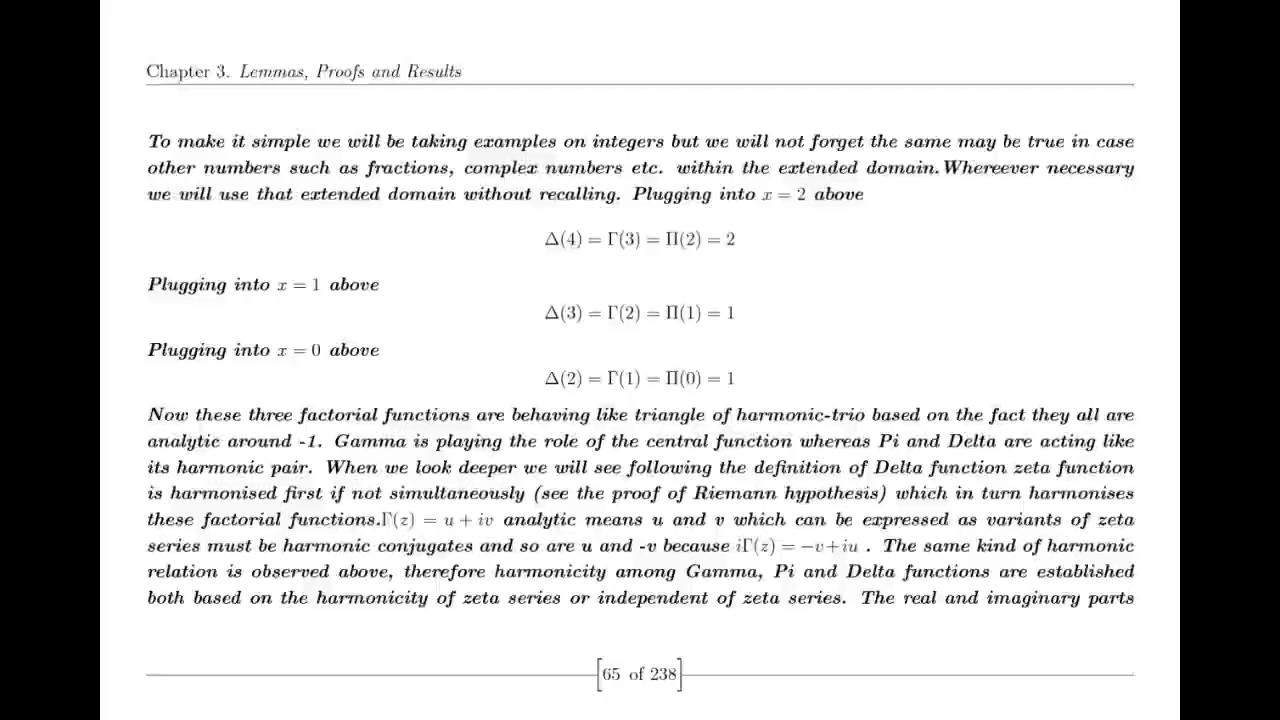 Chapter 3. Lemmas, Proofs and Results
To make it simple we will be taking examples on integers but we will not forget the same may be true in case
other numbers such as fractions, complex numbers etc. within the extended domain.Whereever necessary
we will use that extended domain without recalling. Plugging into x = 2 above
Δ(4) = Γ(3) = Π(2) = 2
Plugging into x = 1 above
Δ(3) = Γ(2) = Π(1) = 1
Plugging into x = 0 above
Δ(2) = Γ(1) = Π(0) = 1
Now these three factorial functions are behaving like triangle of harmonic-trio based on the fact they all are
analytic around -1. Gamma is playing the role of the central function whereas Pi and Delta are acting like
its harmonic pair. When we look deeper we will see following the definition of Delta function zeta function
is harmonised first if not simultaneously (see the proof of Riemann hypothesis) which in turn harmonises
these factorial functions.Γ(z) = u + iv analytic means u and v which can be expressed as variants of zeta
series must be harmonic conjugates and so are u and -v because iΓ(z) = −v+iu . The same kind of harmonic
relation is observed above, therefore harmonicity among Gamma, Pi and Delta functions are established
both based on the harmonicity of zeta series or independent of zeta series. The real and imaginary parts
65 of 238